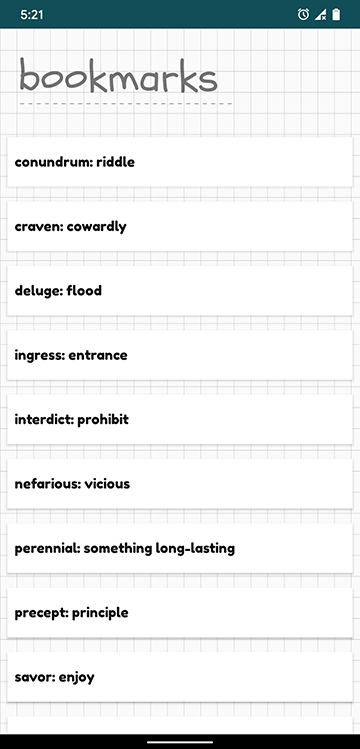 5:21
bookmarks
conundrum: riddle
craven: cowardly
deluge: flood
ingress: entrance
interdict: prohibit
nefarious: vicious
perennial: something long-lasting
precept: principle
savor: enjoy